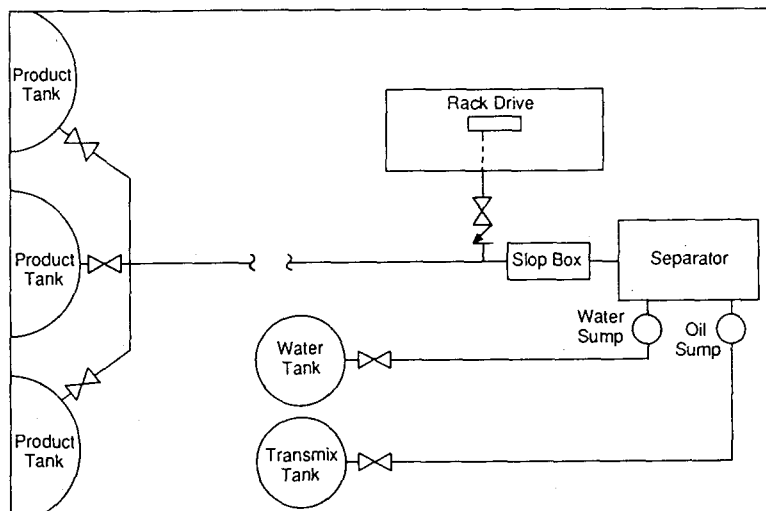 Product
Tank
Rack Drive
Product
Tank
Slop Box
Separator
Water
Sump
Oil
Sump
Water
Tank
Product
Tank
Transmix
Tank